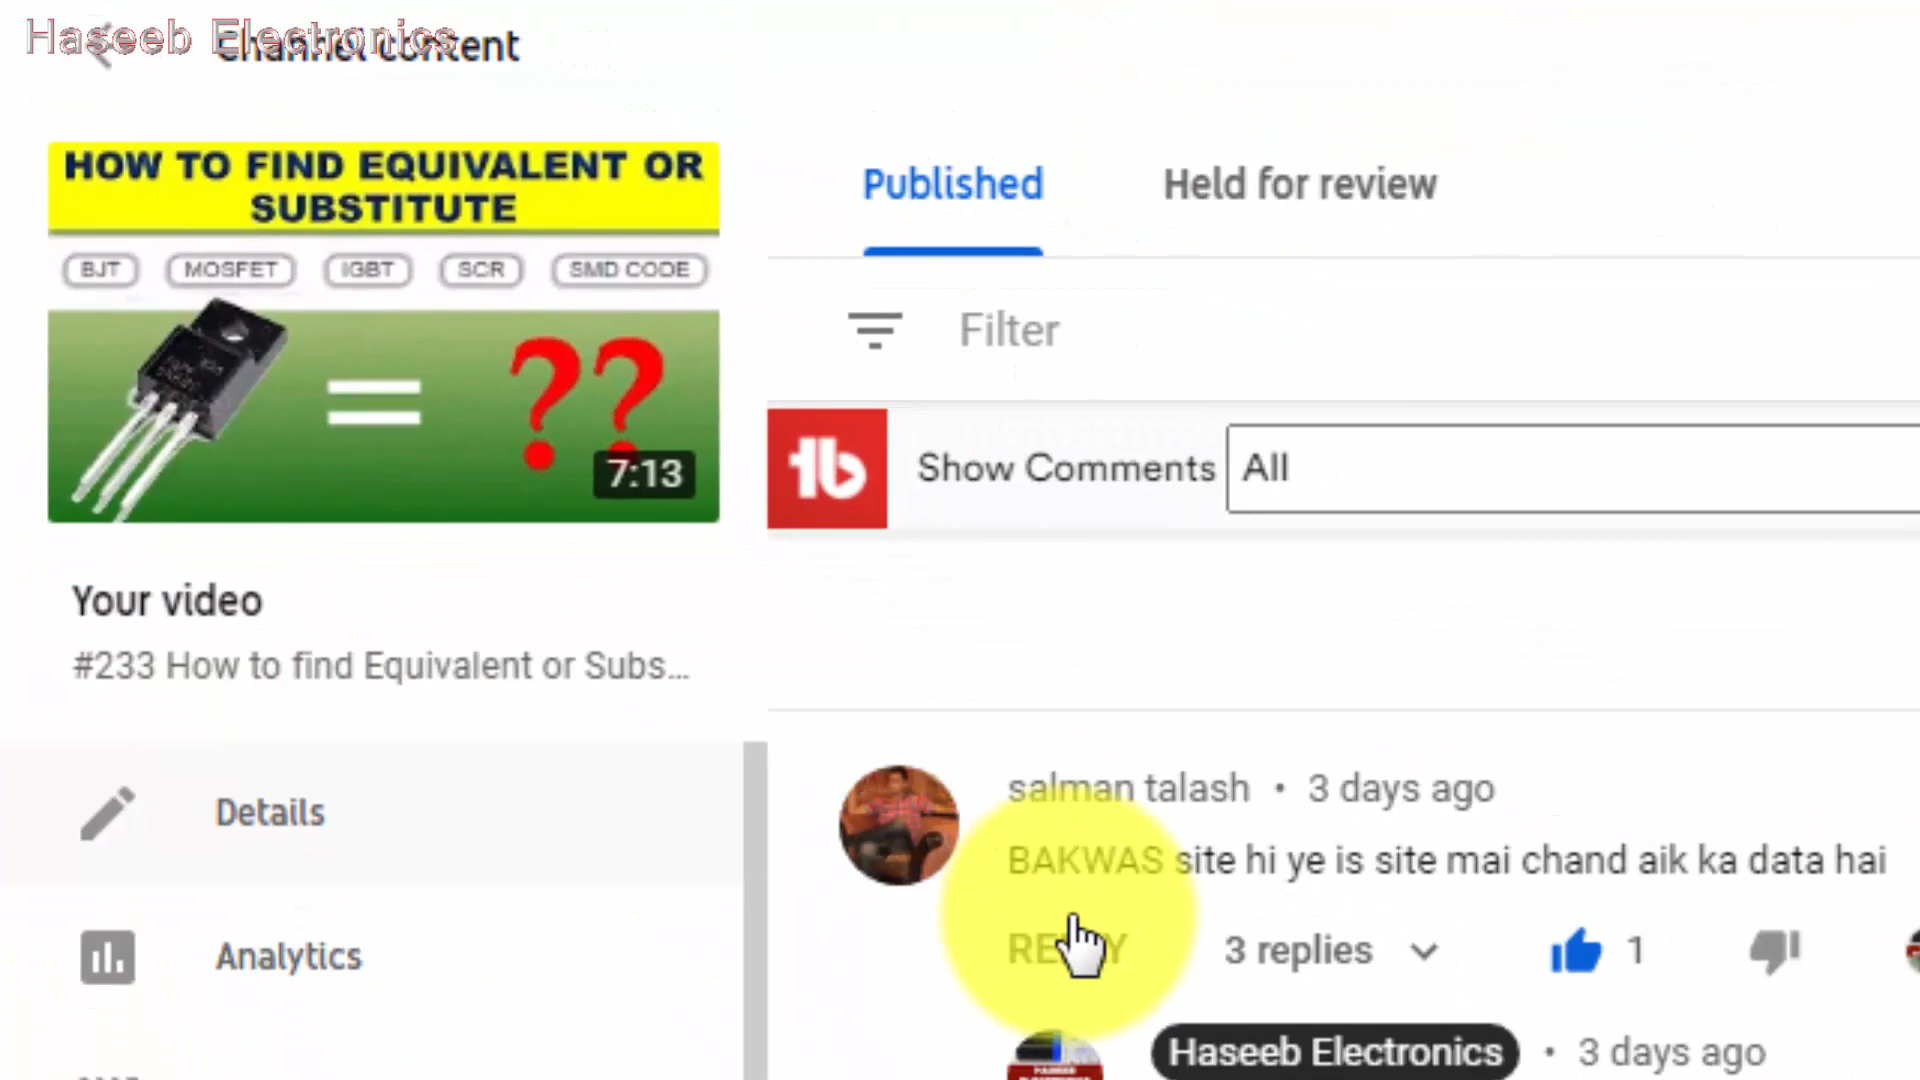 Haseeb Electronics
Channel content
HOW TO FIND EQUIVALENT OR
SUBSTITUTE
BJT MOSFET IGBT SCR SMD CODE
= ??
7:13
Your video
#233 How to find Equivalent or Subs...
Details
Analytics
Published Held for review
Filter
Show Comments All
salman talash • 3 days ago
BAKWAS site hi ye is site mai chand aik ka data hai
REPLY 3 replies 1
Haseeb Electronics • 3 days ago